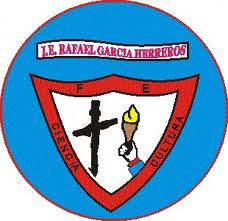 I.E. RAFAEL GARCIA HERREROS
F E
CIENCIA
CULTURA